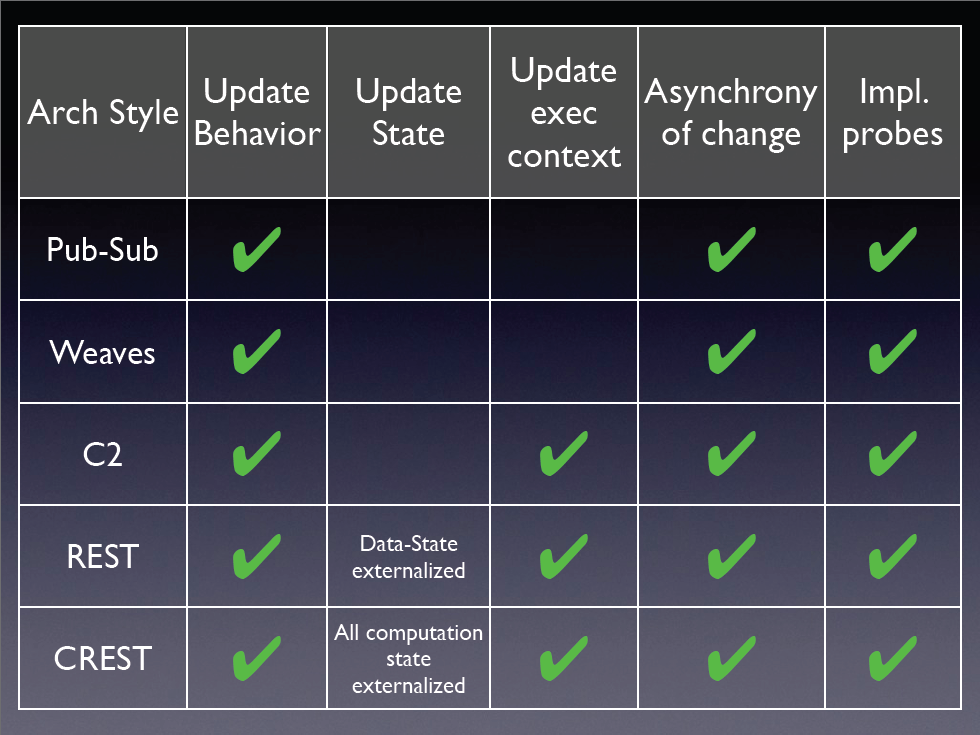 Arch Style
Update
Behavior
Update
State
Update
exec
context
Asynchrony
of change
Impl.
probes
Pub-Sub
✔ ✔ ✔
Weaves
✔ ✔ ✔
C2
✔ ✔ ✔ ✔
REST
✔
Data-State
externalized
✔ ✔ ✔
CREST
✔
All computation
state
externalized
✔ ✔ ✔